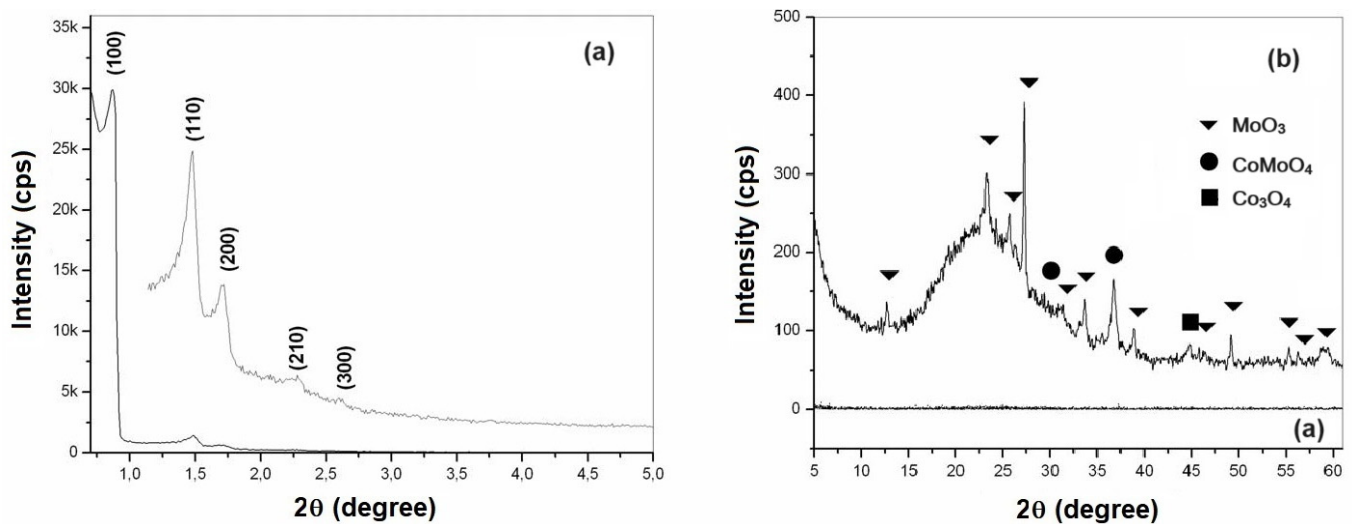 35k
30k
25k
20k
15k
10k
5k
0
Intensity (cps)
(100)
(110)
(200)
(210)
(300)
(a)
1,0 1,5 2,0 2,5 3,0 3,5 4,0 4,5 5,0
2θ (degree)
500
400
300
200
100
0
Intensity (cps)
(b)
MoO₃
CoMoO₄
Co₃O₄
(a)
5 10 15 20 25 30 35 40 45 50 55 60
2θ (degree)